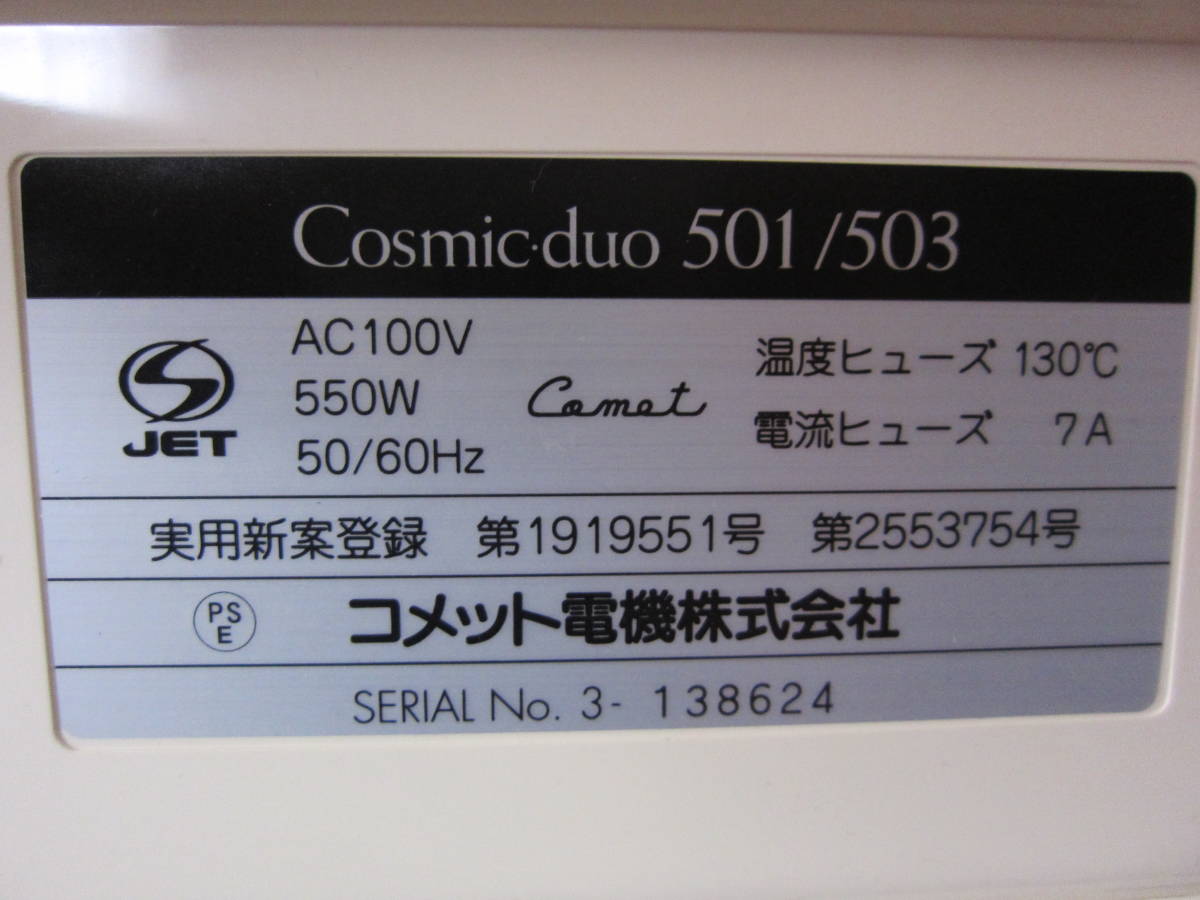 Cosmic·duo 501/503
JET
AC100V
550W
50/60Hz
Comet
温度ヒューズ 130℃
電流ヒューズ 7A
実用新案登録 第1919551号 第2553754号
PS
E
コメット電機株式会社
SERIAL No. 3- 138624